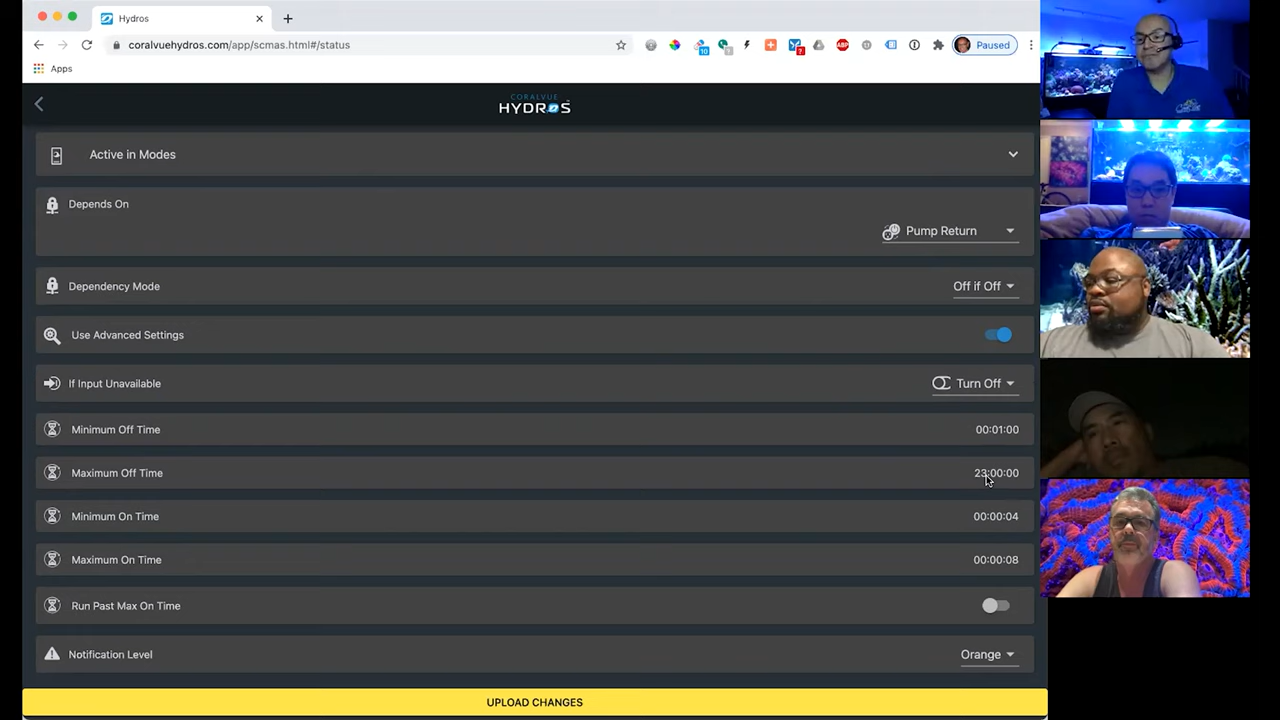 Hydros
coralvuehydros.com/app/scmas.html#/status
10
7
ABP
Paused
Apps
CORALVUE
HYDROS
Active in Modes
Depends On
Pump Return
Dependency Mode
Off if Off
Use Advanced Settings
If Input Unavailable
Turn Off
Minimum Off Time
00:01:00
Maximum Off Time
23:00:00
Minimum On Time
00:00:04
Maximum On Time
00:00:08
Run Past Max On Time
Notification Level
Orange
UPLOAD CHANGES